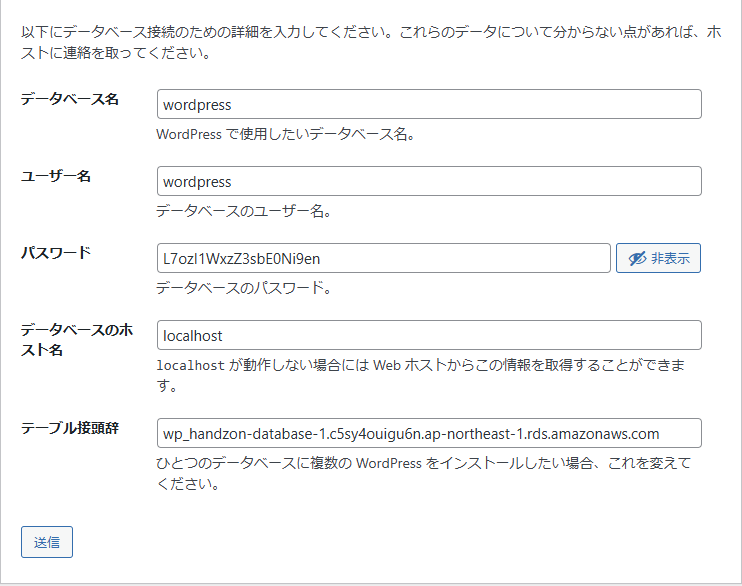 以下にデータベース接続のための詳細を入力してください。これらのデータについて分からない点があれば、ホ
ストに連絡を取ってください。
データベース名
wordpress
WordPress で使用したいデータベース名。
ユーザー名
wordpress
データベースのユーザー名。
パスワード
L7ozI1WxzZ3sbE0Ni9en
非表示
データベースのパスワード。
データベースのホ
スト名
localhost
localhost が動作しない場合には Web ホストからこの情報を取得することができま
す。
テーブル接頭辞
wp_handzon-database-1.c5sy4ouigu6n.ap-northeast-1.rds.amazonaws.com
ひとつのデータベースに複数の WordPress をインストールしたい場合、これを変えて
ください。
送信